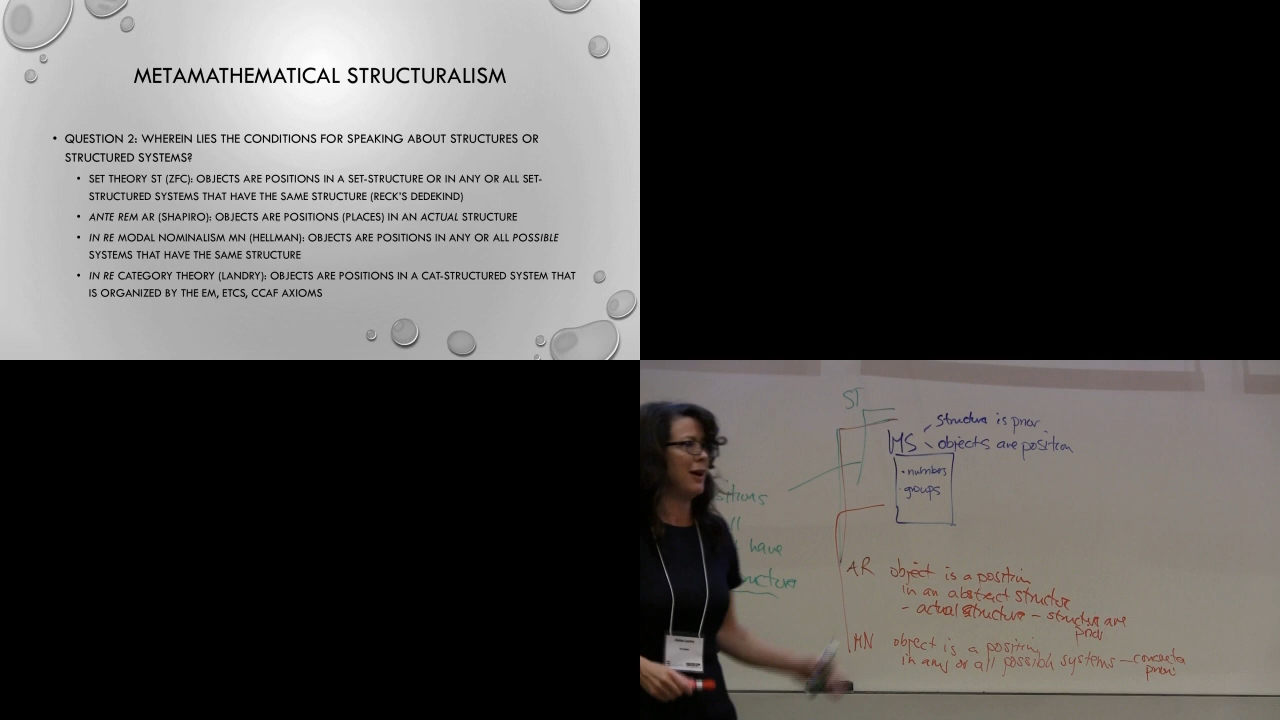 METAMATHEMATICAL STRUCTURALISM
• QUESTION 2: WHEREIN LIES THE CONDITIONS FOR SPEAKING ABOUT STRUCTURES OR
STRUCTURED SYSTEMS?
• SET THEORY ST (ZFC): OBJECTS ARE POSITIONS IN A SET-STRUCTURE OR IN ANY OR ALL SET-
STRUCTURED SYSTEMS THAT HAVE THE SAME STRUCTURE (RECK'S DEDEKIND)
• ANTE REM AR (SHAPIRO): OBJECTS ARE POSITIONS (PLACES) IN AN ACTUAL STRUCTURE
• IN RE MODAL NOMINALISM MN (HELLMAN): OBJECTS ARE POSITIONS IN ANY OR ALL POSSIBLE
SYSTEMS THAT HAVE THE SAME STRUCTURE
• IN RE CATEGORY THEORY (LANDRY): OBJECTS ARE POSITIONS IN A CAT-STRUCTURED SYSTEM THAT
IS ORGANIZED BY THE EM, ETCS, CCAF AXIOMS
ST
structure is prior
MS objects are position
• numbers
• groups
sitions
have
AR object is a position
in an abstract structure
- actual structure - structures are
prior
MN object is a position
in any or all possible systems - concreta
prior